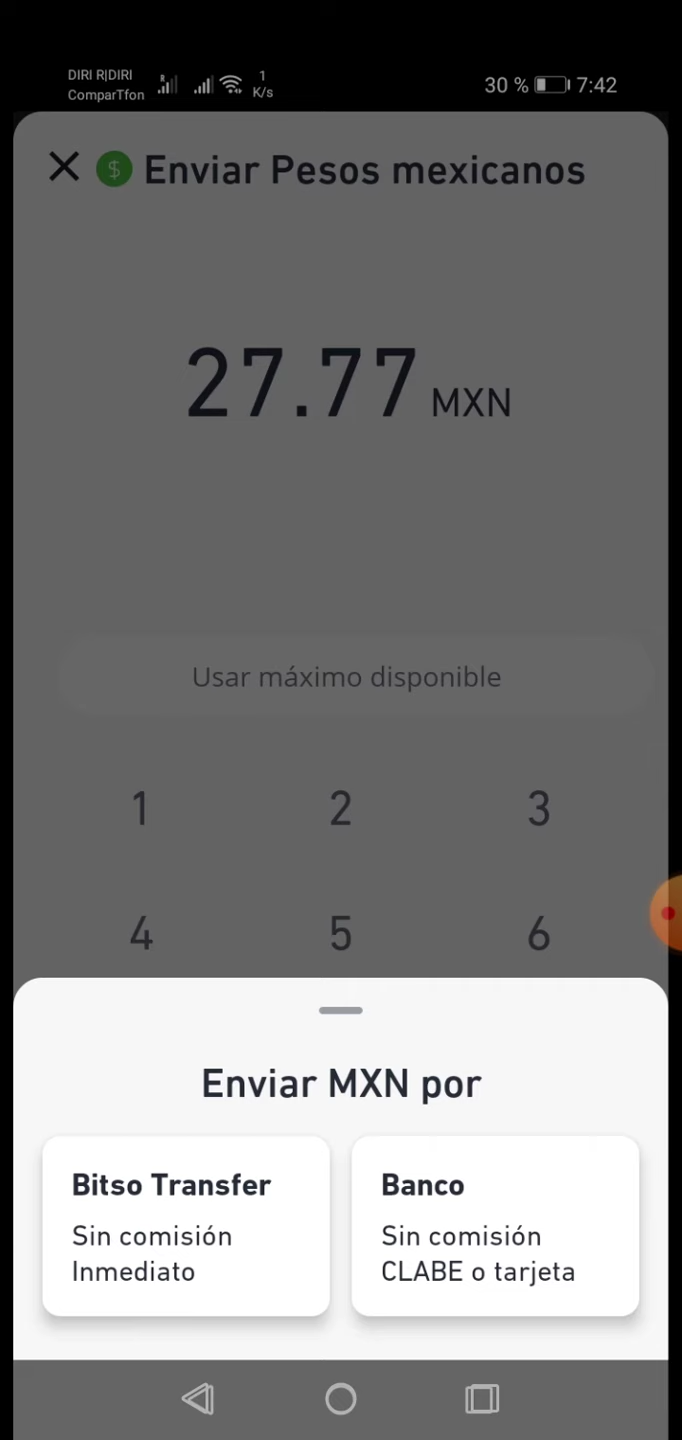 DIRI R|DIRI
ComparTfon
R
1
K/s
30 %
7:42
$ Enviar Pesos mexicanos
27.77 MXN
Usar máximo disponible
1 2 3
4 5 6
Enviar MXN por
Bitso Transfer
Sin comisión
Inmediato
Banco
Sin comisión
CLABE o tarjeta